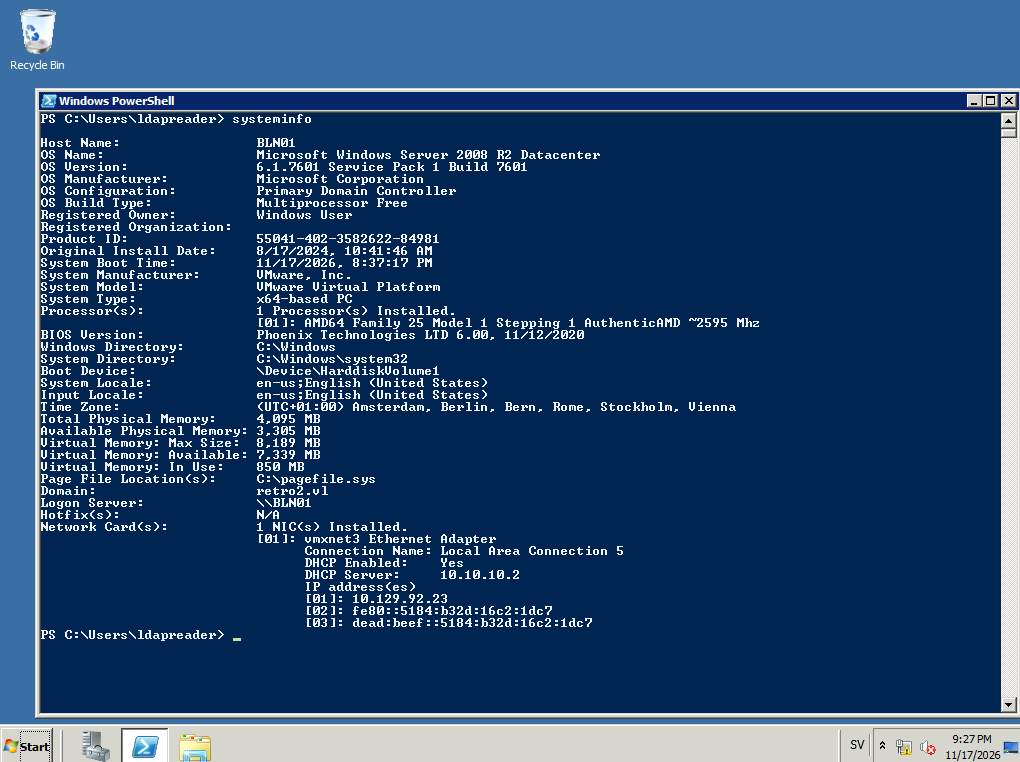 Recycle Bin
Windows PowerShell
PS C:\Users\ldapreader> systeminfo
Host Name: BLN01
OS Name: Microsoft Windows Server 2008 R2 Datacenter
OS Version: 6.1.7601 Service Pack 1 Build 7601
OS Manufacturer: Microsoft Corporation
OS Configuration: Primary Domain Controller
OS Build Type: Multiprocessor Free
Registered Owner: Windows User
Registered Organization:
Product ID: 55041-402-3582622-84981
Original Install Date: 8/17/2024, 10:41:46 AM
System Boot Time: 11/17/2026, 8:37:17 PM
System Manufacturer: VMware, Inc.
System Model: VMware Virtual Platform
System Type: x64-based PC
Processor(s): 1 Processor(s) Installed.
[01]: AMD64 Family 25 Model 1 Stepping 1 AuthenticAMD ~2595 Mhz
BIOS Version: Phoenix Technologies LTD 6.00, 11/12/2020
Windows Directory: C:\Windows
System Directory: C:\Windows\system32
Boot Device: \Device\HarddiskVolume1
System Locale: en-us;English (United States)
Input Locale: en-us;English (United States)
Time Zone: (UTC+01:00) Amsterdam, Berlin, Bern, Rome, Stockholm, Vienna
Total Physical Memory: 4,095 MB
Available Physical Memory: 3,305 MB
Virtual Memory: Max Size: 8,189 MB
Virtual Memory: Available: 7,339 MB
Virtual Memory: In Use: 850 MB
Page File Location(s): C:\pagefile.sys
Domain: retro2.vl
Logon Server: \\BLN01
Hotfix(s): N/A
Network Card(s): 1 NIC(s) Installed.
[01]: vmxnet3 Ethernet Adapter
Connection Name: Local Area Connection 5
DHCP Enabled: Yes
DHCP Server: 10.10.10.2
IP address(es)
[01]: 10.129.92.23
[02]: fe80::5184:b32d:16c2:1dc7
[03]: dead:beef::5184:b32d:16c2:1dc7
PS C:\Users\ldapreader> _
Start
SV
9:27 PM
11/17/2026